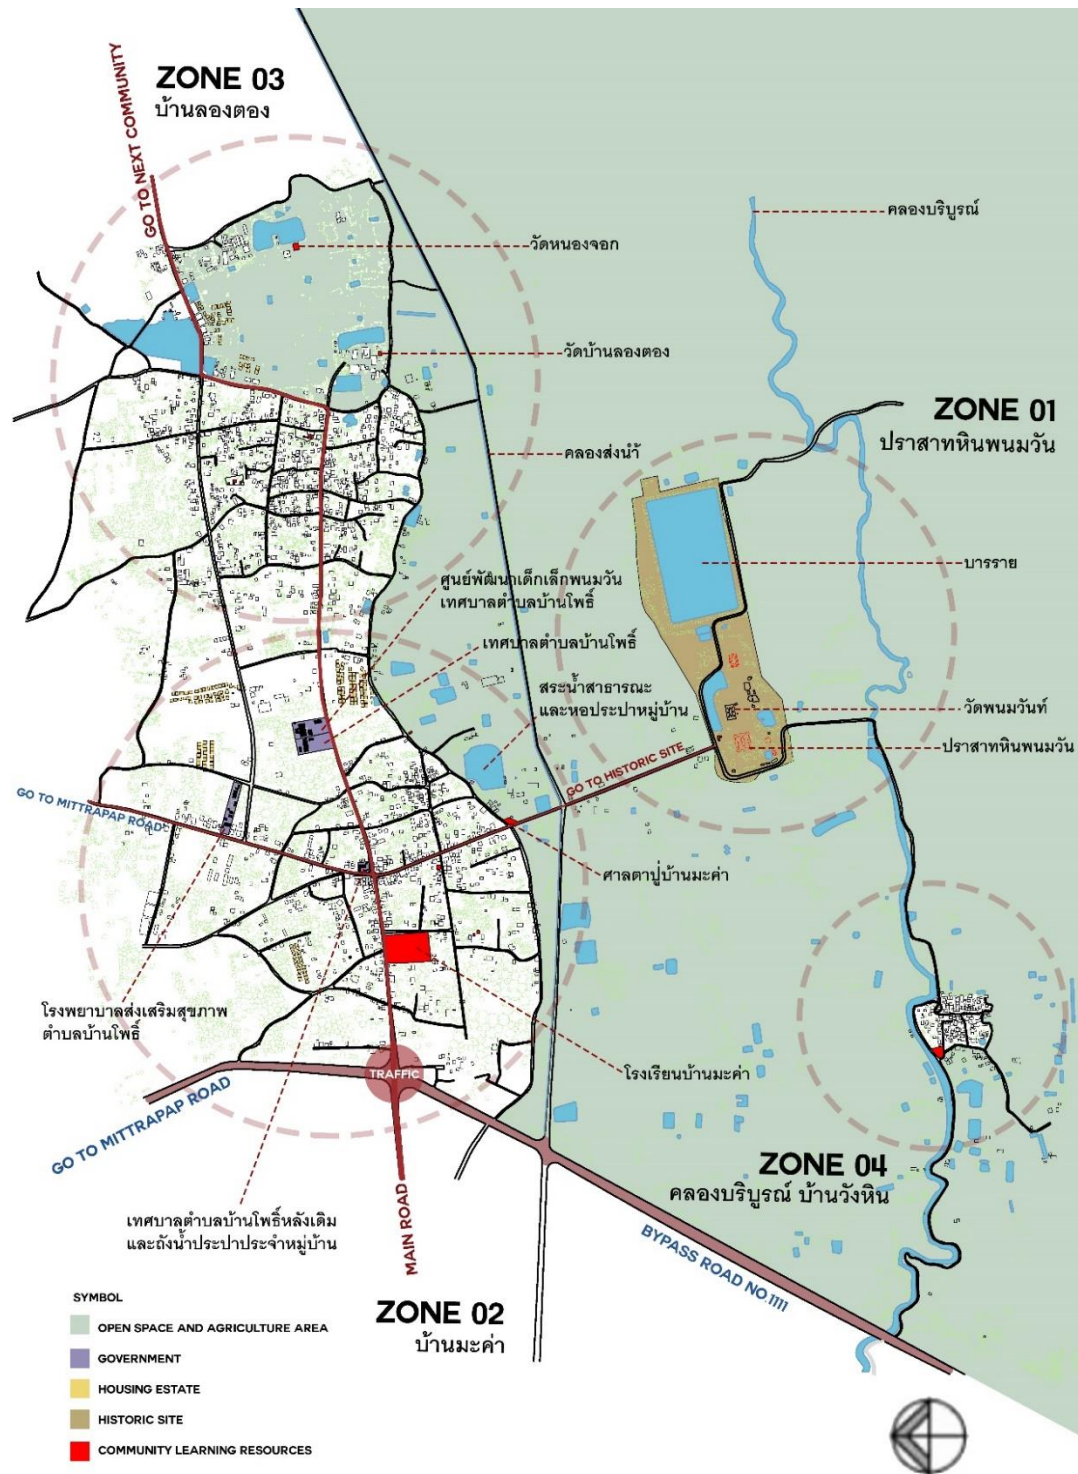 ZONE 03
บ้านลองตอง
GO TO NEXT COMMUNITY
คลองบริบูรณ์
วัดหนองจอก
วัดบ้านลองตอง
ZONE 01
ปราสาทหินพนมวัน
คลองส่งน้ำ
บารราย
ศูนย์พัฒนาเด็กเล็กพนมวัน
เทศบาลตำบลบ้านโพธิ์
เทศบาลตำบลบ้านโพธิ์
สระน้ำสาธารณะ
และหอประปาหมู่บ้าน
วัดพนมวันท์
ปราสาทหินพนมวัน
GO TO HISTORIC SITE
GO TO MITTRAPAP ROAD
ศาลตาปู่บ้านมะค่า
โรงพยาบาลส่งเสริมสุขภาพ
ตำบลบ้านโพธิ์
TRAFFIC
โรงเรียนบ้านมะค่า
GO TO MITTRAPAP ROAD
ZONE 04
คลองบริบูรณ์ บ้านวังหิน
เทศบาลตำบลบ้านโพธิ์หลังเดิม
และถังน้ำประปาประจำหมู่บ้าน
MAIN ROAD
BYPASS ROAD NO.1111
ZONE 02
บ้านมะค่า
SYMBOL
OPEN SPACE AND AGRICULTURE AREA
GOVERNMENT
HOUSING ESTATE
HISTORIC SITE
COMMUNITY LEARNING RESOURCES